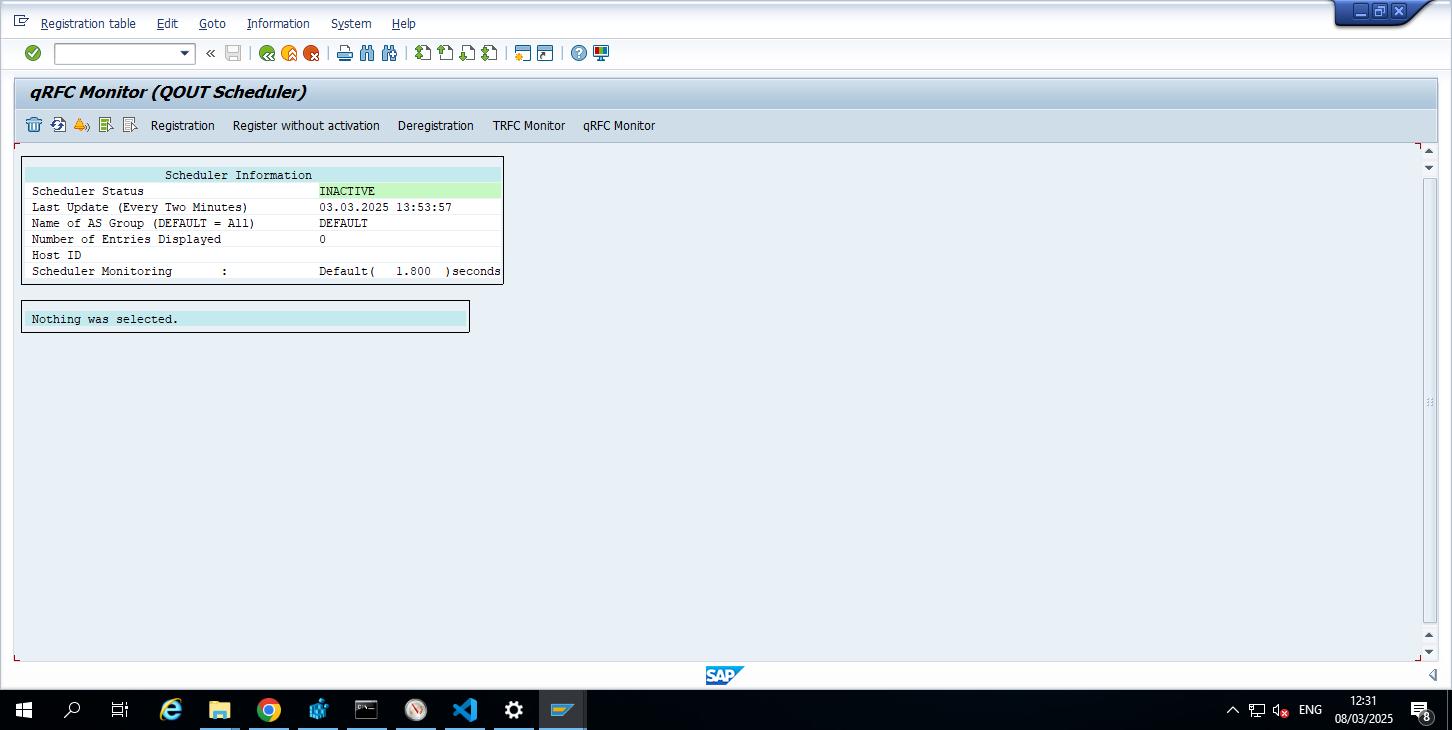 Registration table Edit Goto Information System Help
qRFC Monitor (QOUT Scheduler)
Registration Register without activation Deregistration TRFC Monitor qRFC Monitor
Scheduler Information
Scheduler Status INACTIVE
Last Update (Every Two Minutes) 03.03.2025 13:53:57
Name of AS Group (DEFAULT = All) DEFAULT
Number of Entries Displayed 0
Host ID
Scheduler Monitoring : Default( 1.800 )seconds
Nothing was selected.
SAP
ENG
12:31
08/03/2025
8